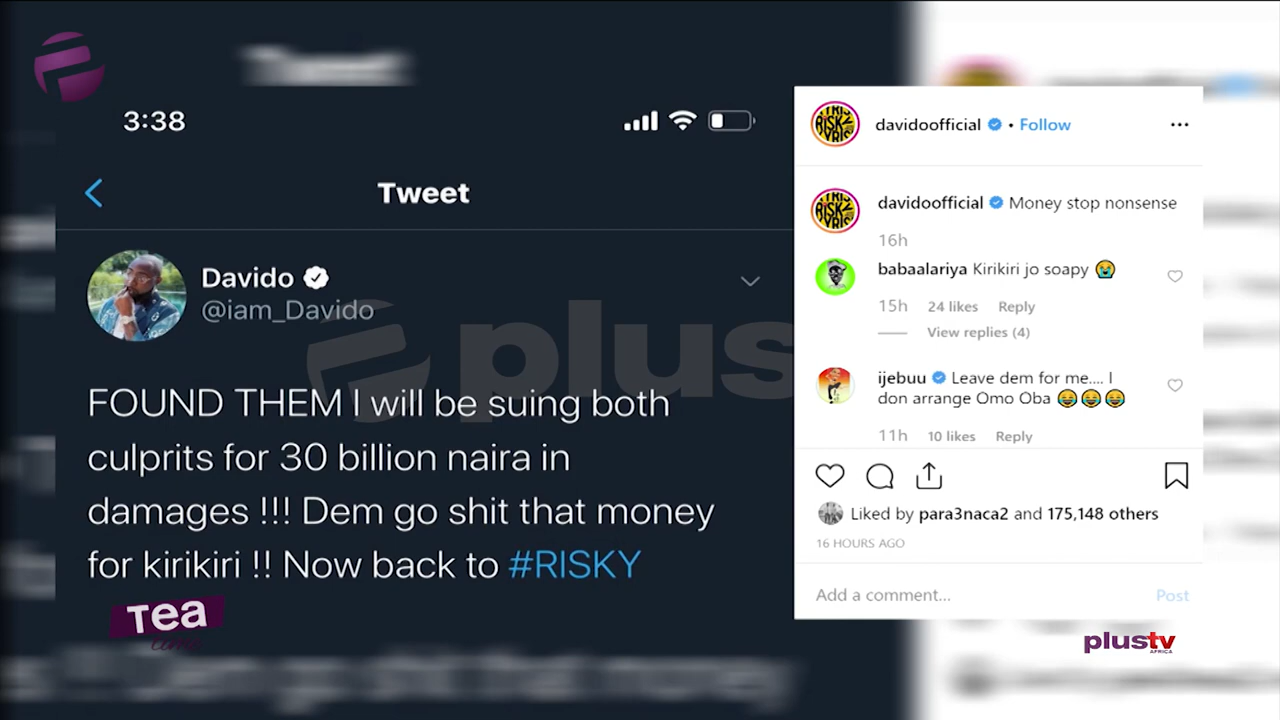 3:38
Tweet
Davido
@iam_Davido
plus
FOUND THEM I will be suing both
culprits for 30 billion naira in
damages !!! Dem go shit that money
for kirikiri !! Now back to #RISKY
Tea
time
davidoofficial • Follow
davidoofficial Money stop nonsense
16h
babaalariya Kirikiri jo soapy 😭
15h 24 likes Reply
View replies (4)
ijebuu Leave dem for me.... I
don arrange Omo Oba 😂😂😂
11h 10 likes Reply
Liked by para3naca2 and 175,148 others
16 HOURS AGO
Add a comment... Post
plustv
AFRICA